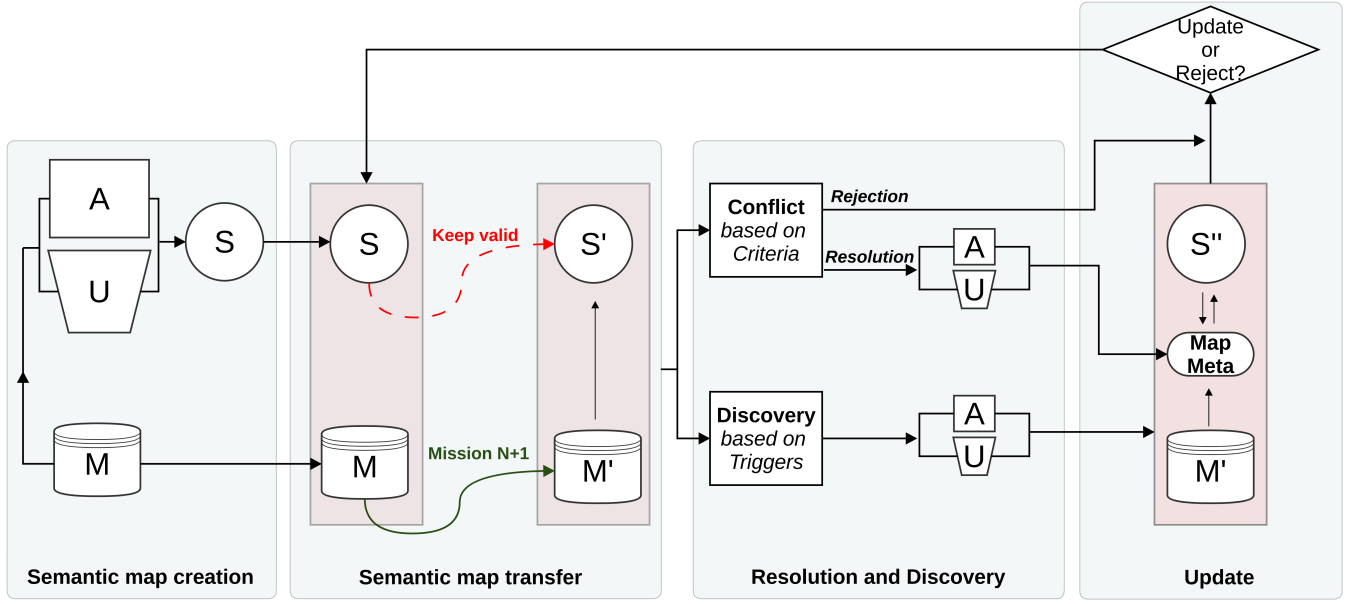 Update
or
Reject?
A
U
S
M
Semantic map creation
S
Keep valid
S'
M
Mission N+1
M'
Semantic map transfer
Conflict
based on
Criteria
Rejection
Resolution
A
U
Discovery
based on
Triggers
A
U
Resolution and Discovery
S"
Map
Meta
M'
Update